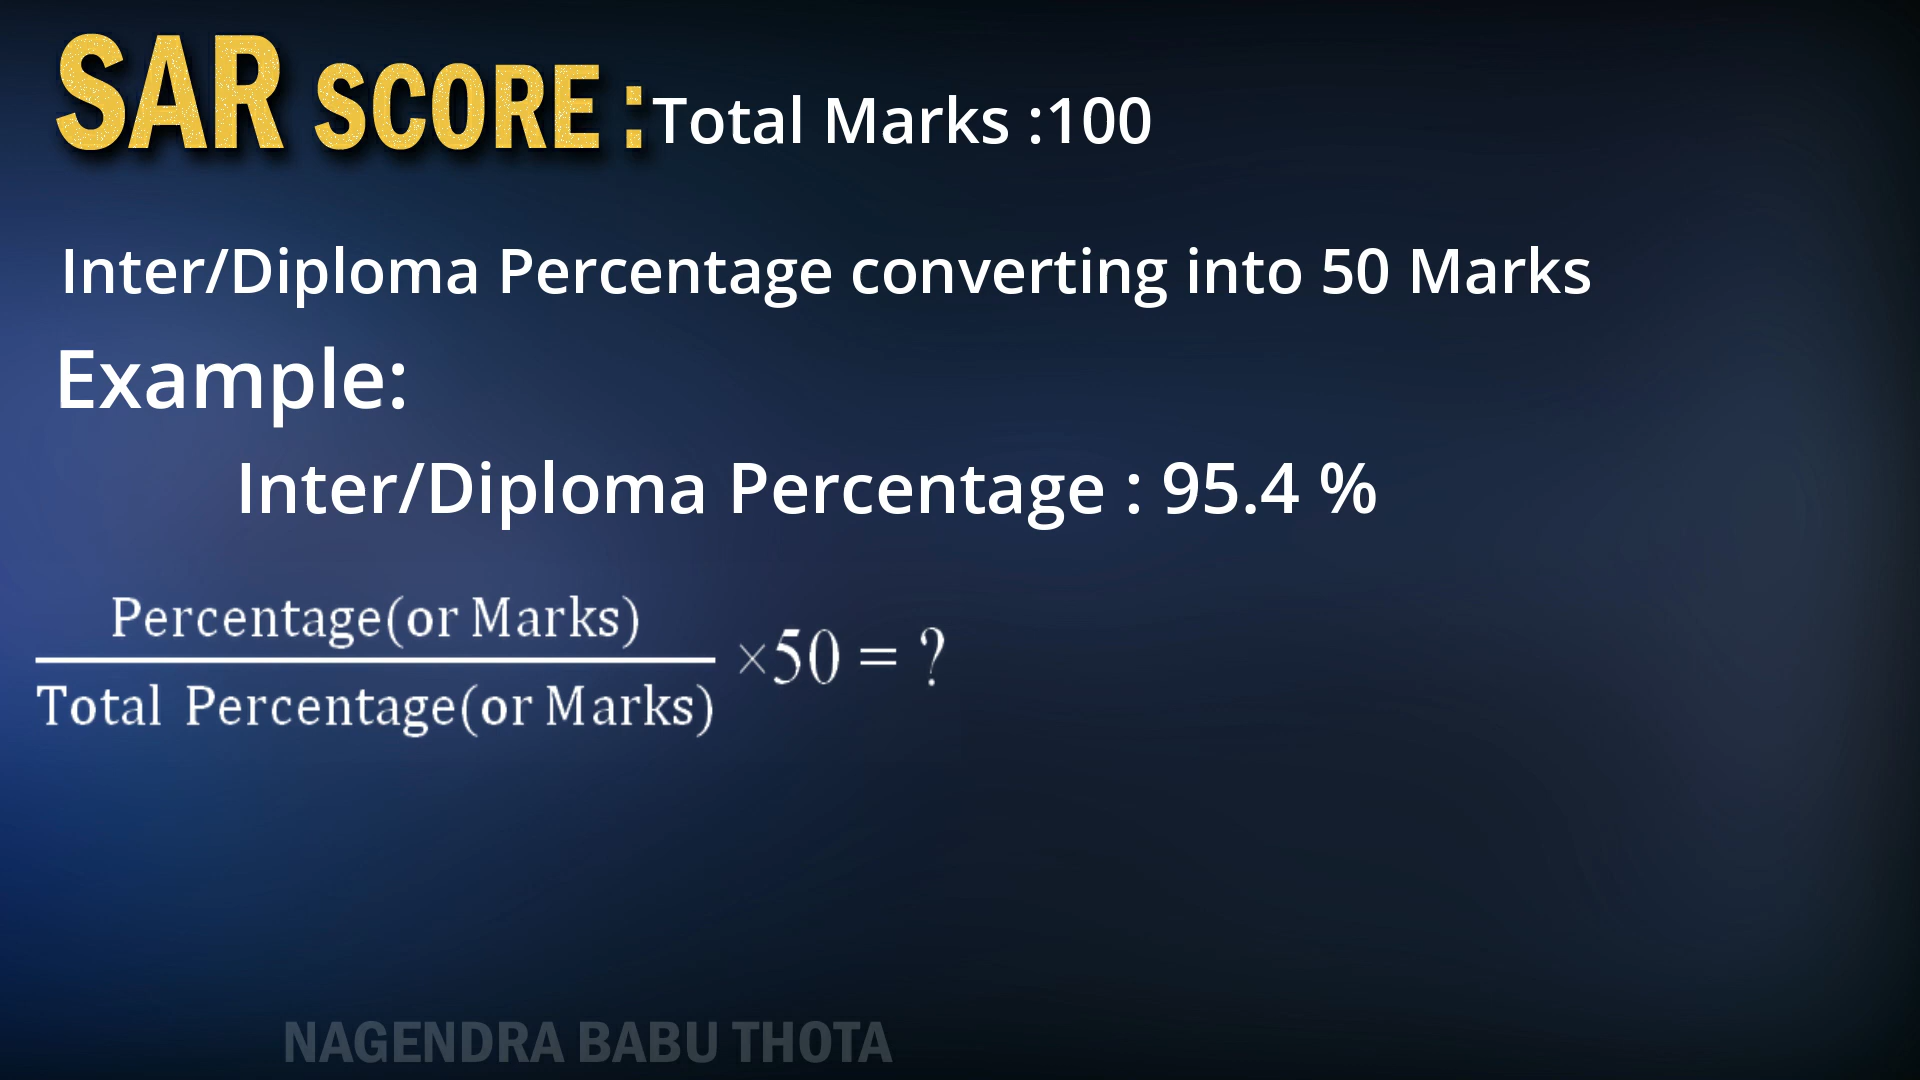 SAR SCORE :Total Marks :100
Inter/Diploma Percentage converting into 50 Marks
Example:
Inter/Diploma Percentage : 95.4 %
Percentage(or Marks)
Total Percentage(or Marks)
×50 = ?
NAGENDRA BABU THOTA